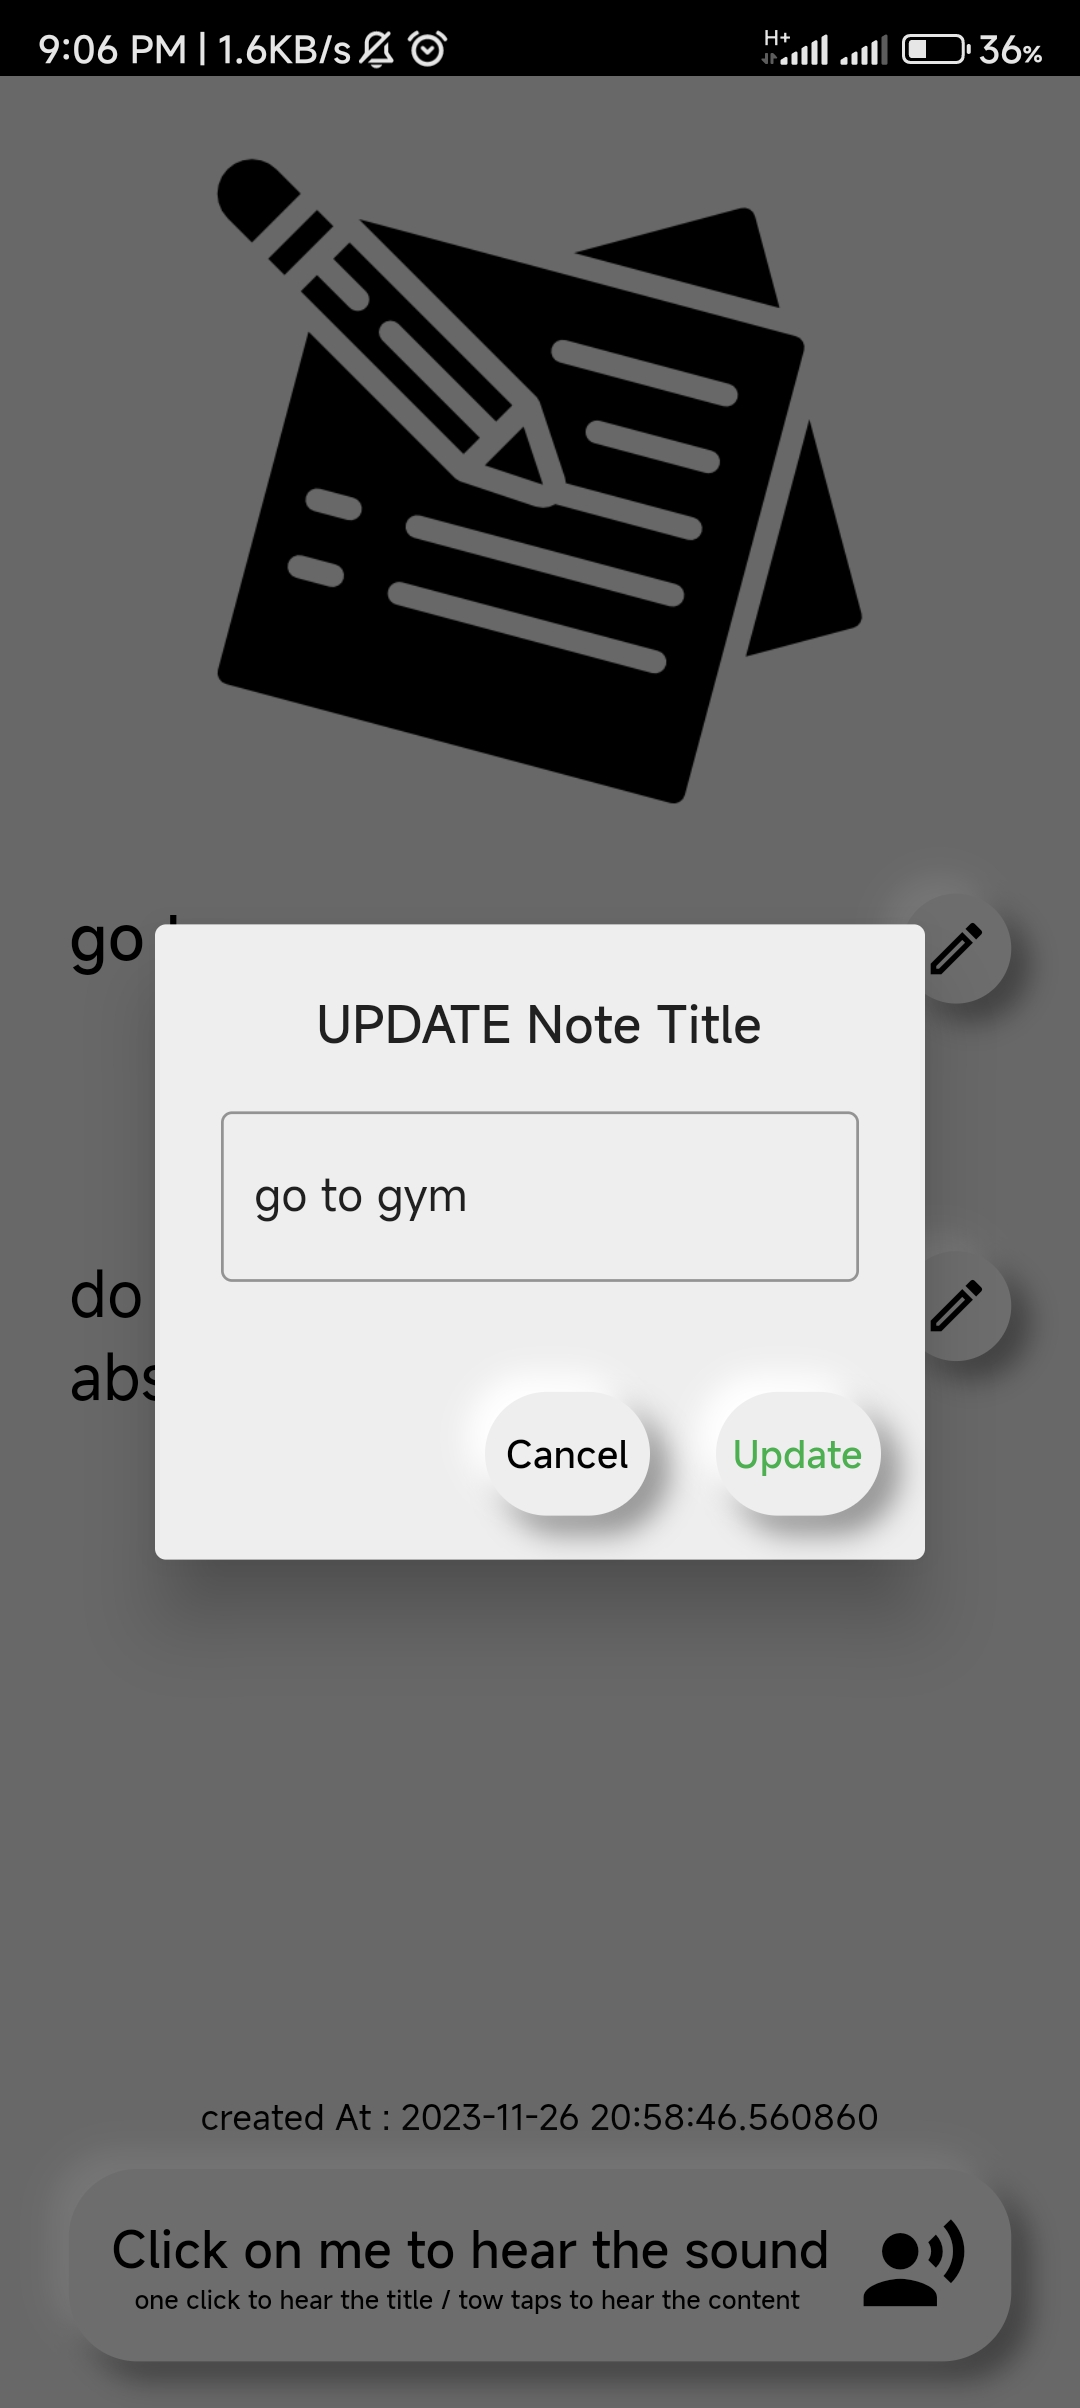 9:06 PM | 1.6KB/s H+ 36%
go
UPDATE Note Title
go to gym
do
abs
Cancel Update
created At : 2023-11-26 20:58:46.560860
Click on me to hear the sound
one click to hear the title / tow taps to hear the content